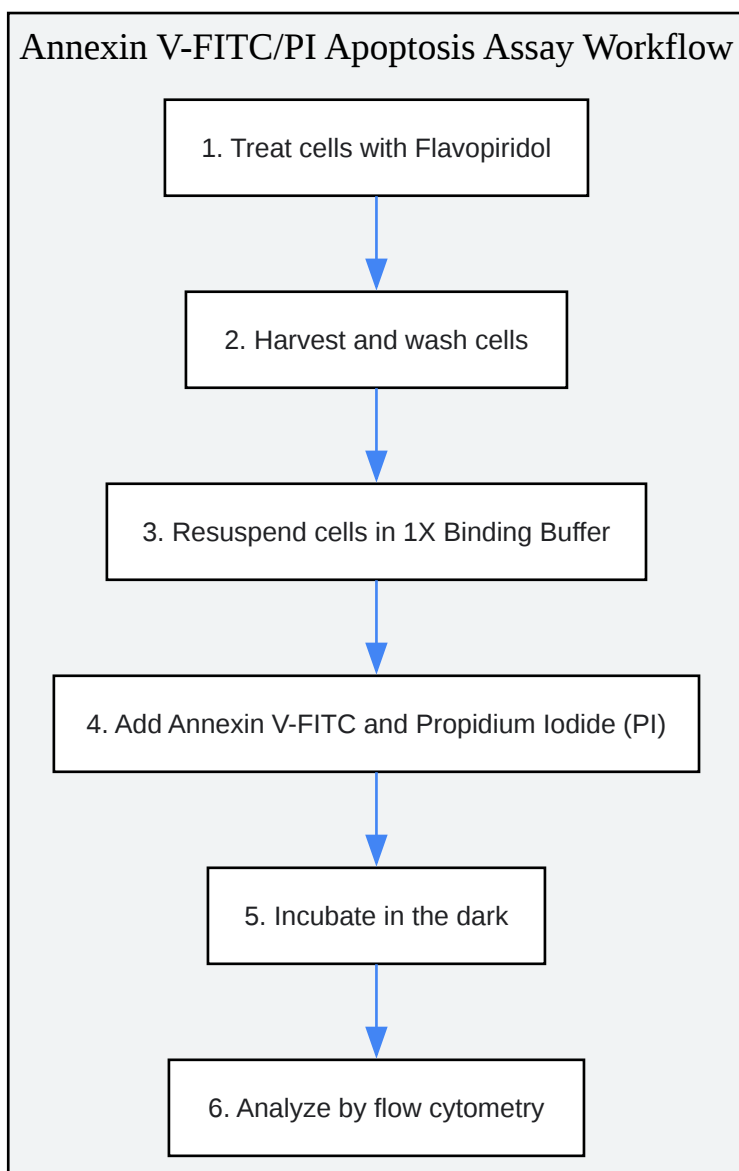 Annexin V-FITC/PI Apoptosis Assay Workflow
1. Treat cells with Flavopiridol
2. Harvest and wash cells
3. Resuspend cells in 1X Binding Buffer
4. Add Annexin V-FITC and Propidium Iodide (PI)
5. Incubate in the dark
6. Analyze by flow cytometry